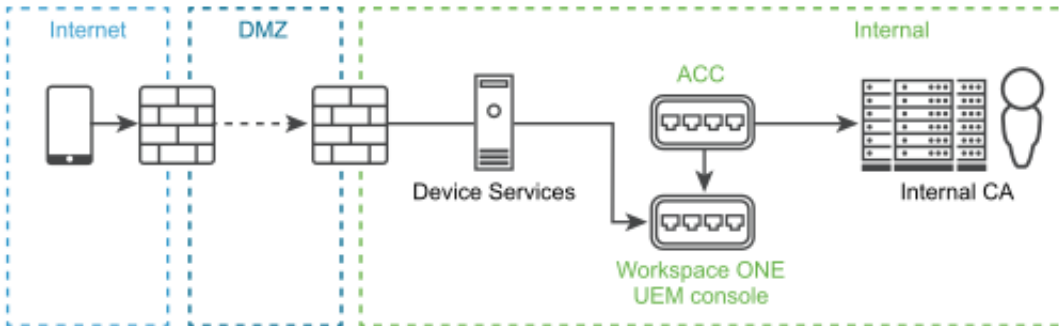 Internet
DMZ
Internal
ACC
Device Services
Internal CA
Workspace ONE
UEM console